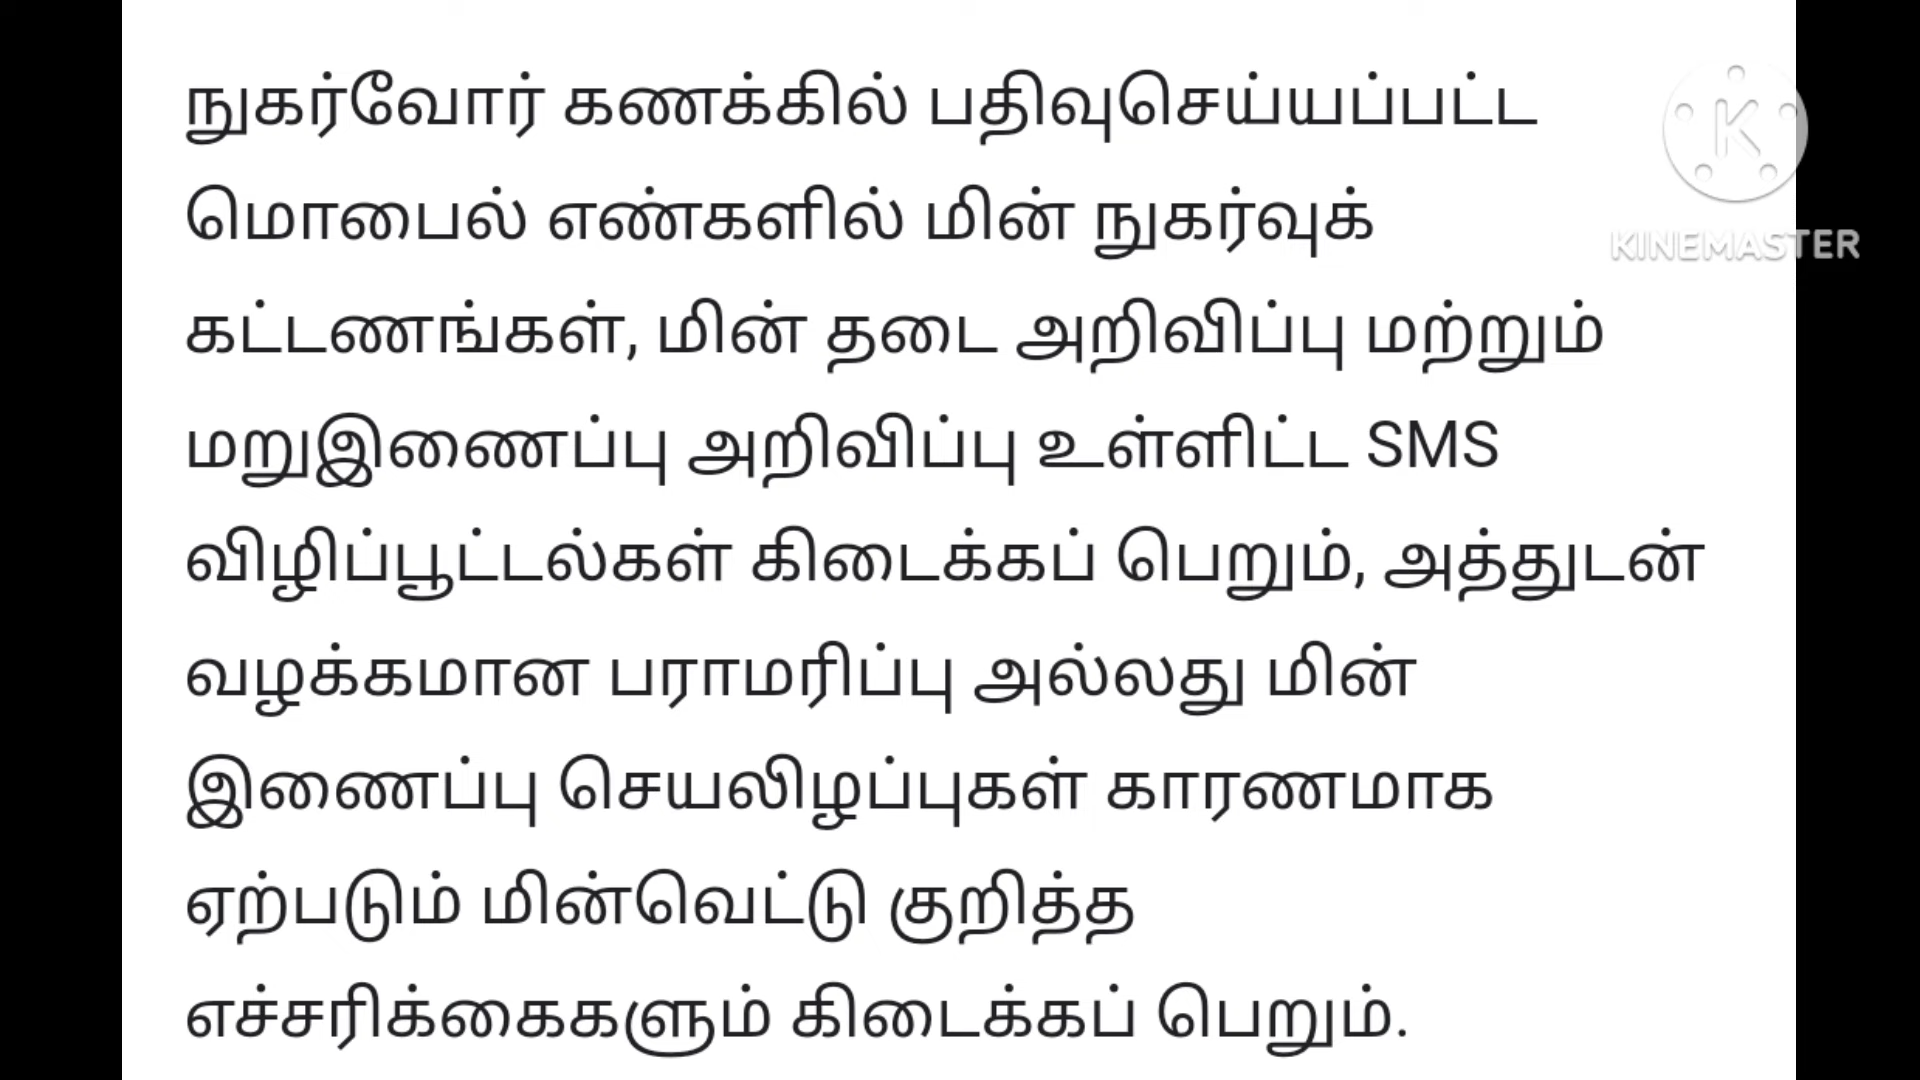 நுகர்வோர் கணக்கில் பதிவுசெய்யப்பட்ட
மொபைல் எண்களில் மின் நுகர்வுக்
கட்டணங்கள், மின் தடை அறிவிப்பு மற்றும்
மறுஇணைப்பு அறிவிப்பு உள்ளிட்ட SMS
விழிப்பூட்டல்கள் கிடைக்கப் பெறும், அத்துடன்
வழக்கமான பராமரிப்பு அல்லது மின்
இணைப்பு செயலிழப்புகள் காரணமாக
ஏற்படும் மின்வெட்டு குறித்த
எச்சரிக்கைகளும் கிடைக்கப் பெறும்.
K
KINEMASTER